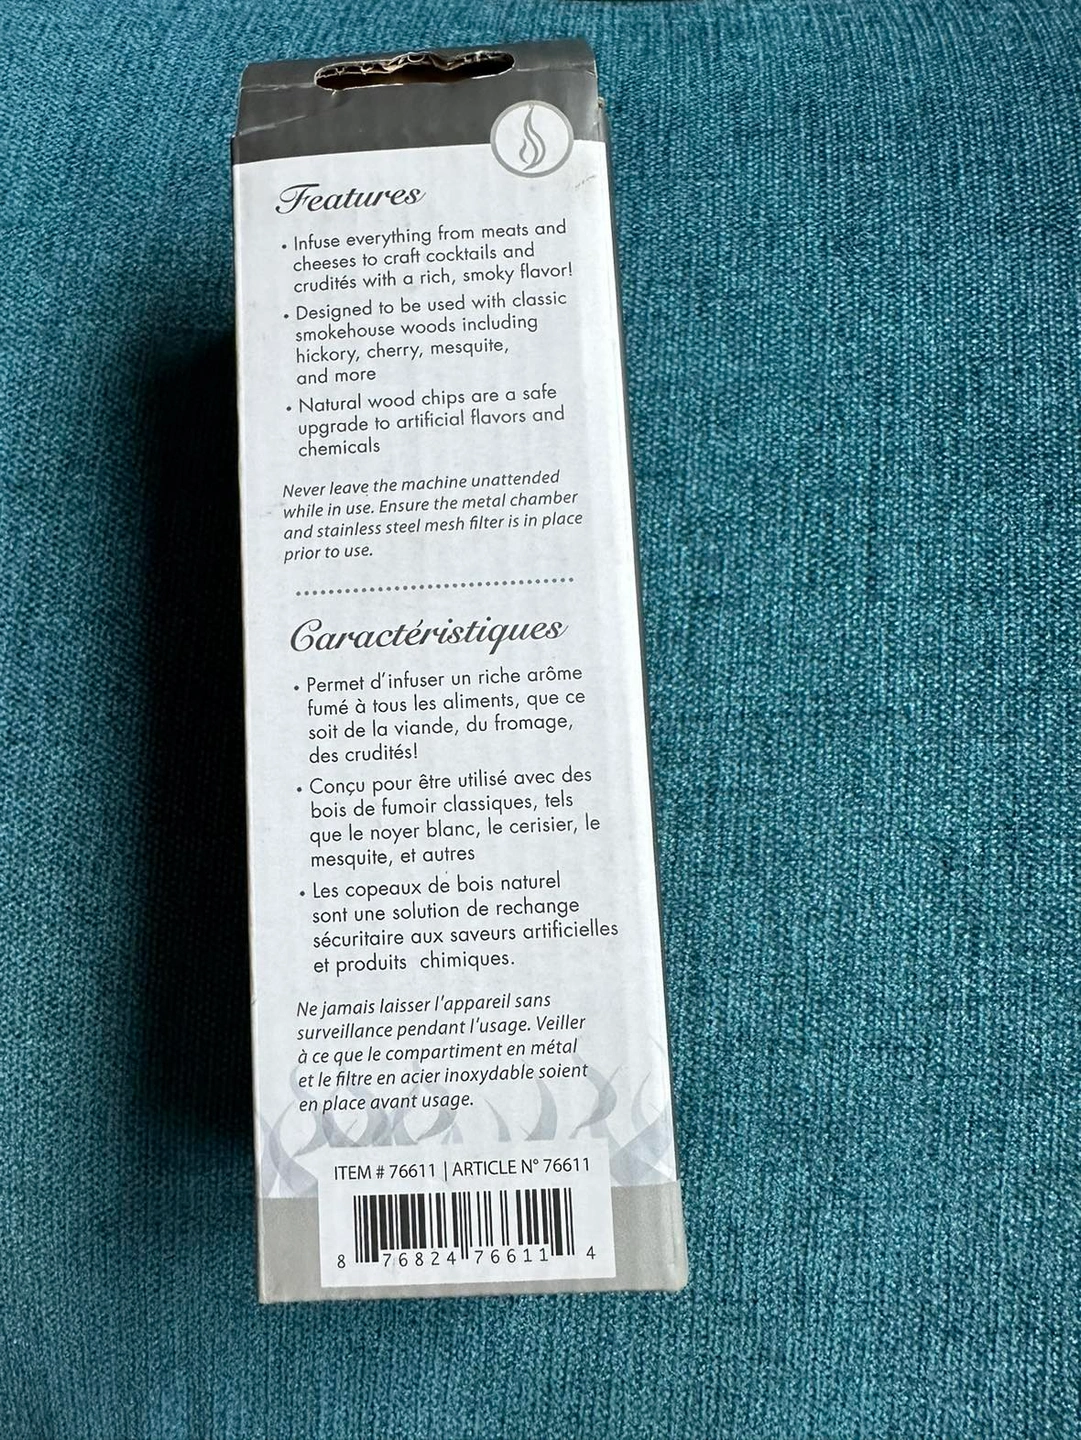 Features
• Infuse everything from meats and
cheeses to craft cocktails and
crudités with a rich, smoky flavor!
• Designed to be used with classic
smokehouse woods including
hickory, cherry, mesquite,
and more
• Natural wood chips are a safe
upgrade to artificial flavors and
chemicals
Never leave the machine unattended
while in use. Ensure the metal chamber
and stainless steel mesh filter is in place
prior to use.
Caractéristiques
• Permet d'infuser un riche arôme
fumé à tous les aliments, que ce
soit de la viande, du fromage,
des crudités!
• Conçu pour être utilisé avec des
bois de fumoir classiques, tels
que le noyer blanc, le cerisier, le
mesquite, et autres
• Les copeaux de bois naturel
sont une solution de rechange
sécuritaire aux saveurs artificielles
et produits chimiques.
Ne jamais laisser l'appareil sans
surveillance pendant l'usage. Veiller
à ce que le compartiment en métal
et le filtre en acier inoxydable soient
en place avant usage.
ITEM # 76611 | ARTICLE N° 76611
8 76824 76611 4